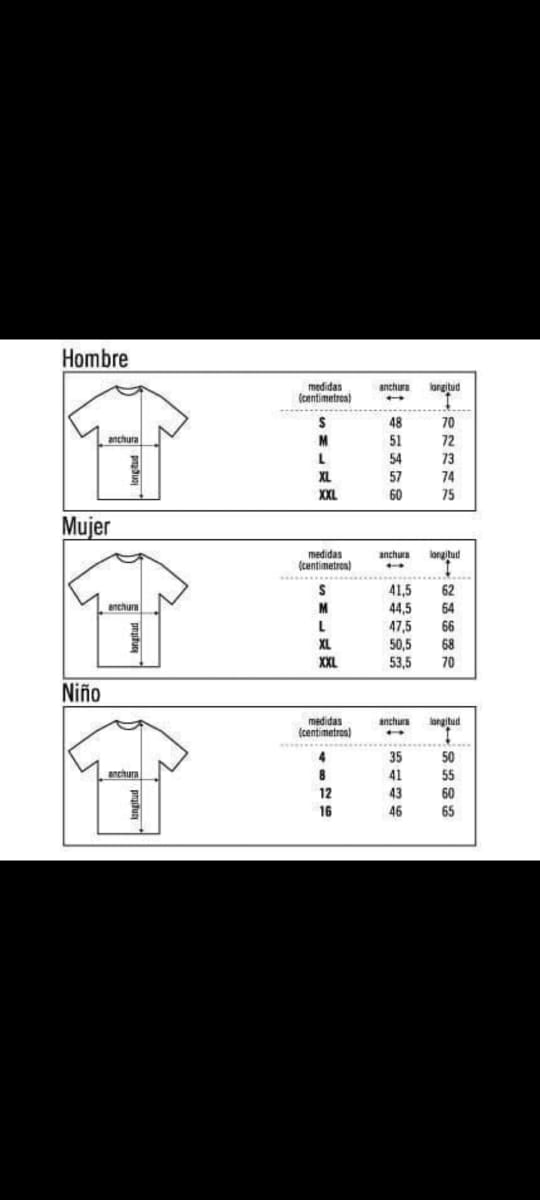 Hombre
medidas anchura longitud
(centimetros)
anchura
longitud
S 48 70
M 51 72
L 54 73
XL 57 74
XXL 60 75
Mujer
medidas anchura longitud
(centimetros)
anchura
longitud
S 41,5 62
M 44,5 64
L 47,5 66
XL 50,5 68
XXL 53,5 70
Niño
medidas anchura longitud
(centimetros)
anchura
longitud
4 35 50
8 41 55
12 43 60
16 46 65